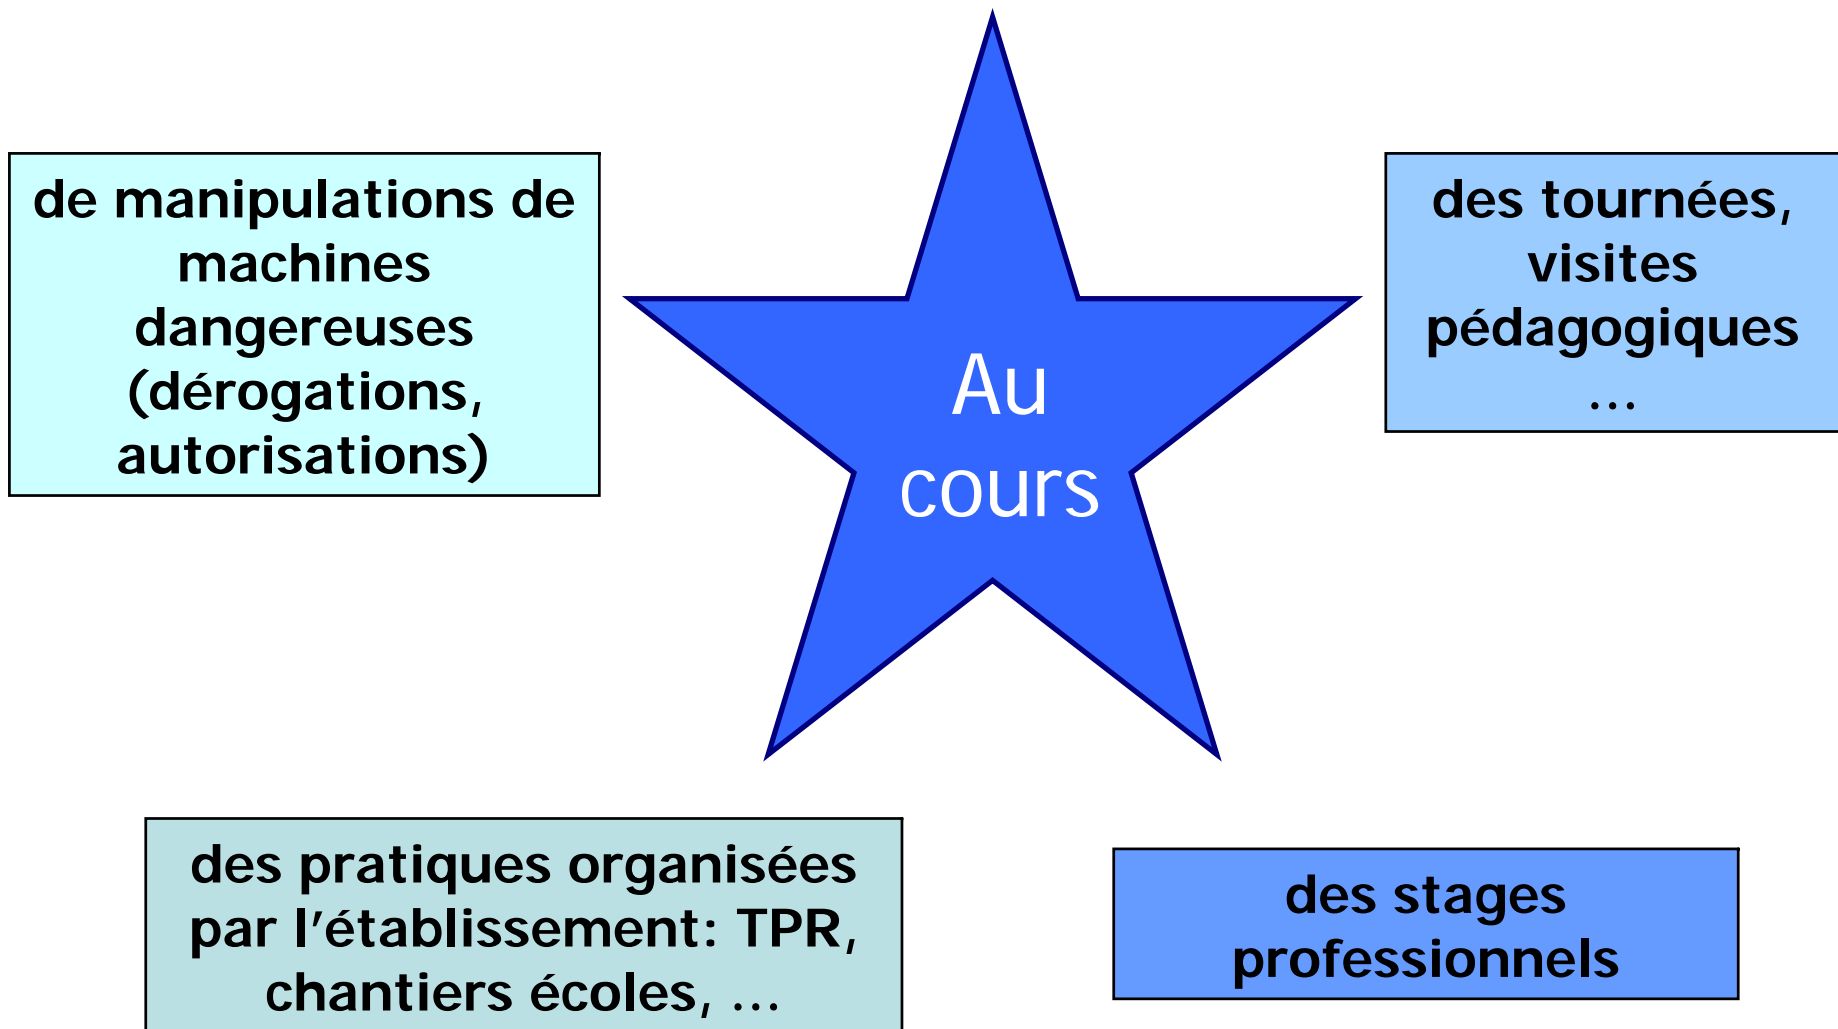 de manipulations de
machines
dangereuses
(dérogations,
autorisations)
des tournées,
visites
pédagogiques
…
Au
cours
des pratiques organisées
par l’établissement: TPR,
chantiers écoles, …
des stages
professionnels